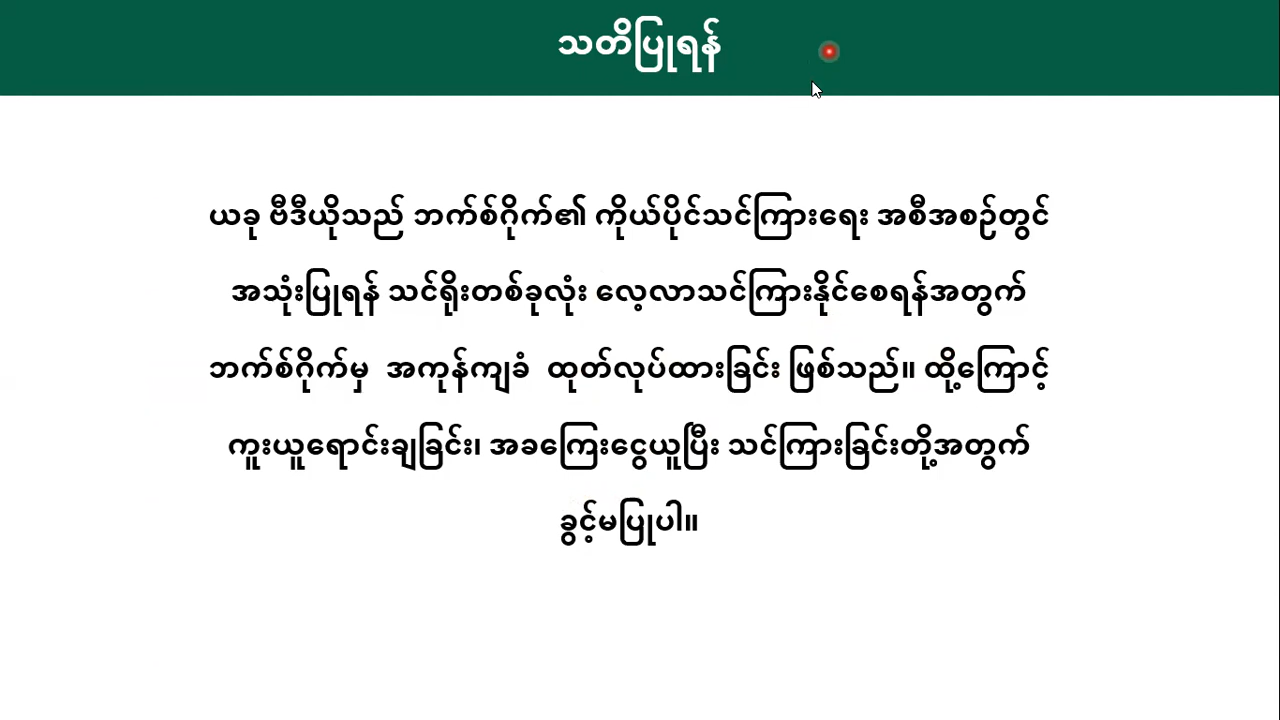 သတိပြုရန်
ယခု ဗီဒီယိုသည် ဘက်စ်ဂိုက်၏ ကိုယ်ပိုင်သင်ကြားရေး အစီအစဉ်တွင်
အသုံးပြုရန် သင်ရိုးတစ်ခုလုံး လေ့လာသင်ကြားနိုင်စေရန်အတွက်
ဘက်စ်ဂိုက်မှ အကုန်ကျခံ ထုတ်လုပ်ထားခြင်း ဖြစ်သည်။ ထို့ကြောင့်
ကူးယူရောင်းချခြင်း၊ အခကြေးငွေယူပြီး သင်ကြားခြင်းတို့အတွက်
ခွင့်မပြုပါ။